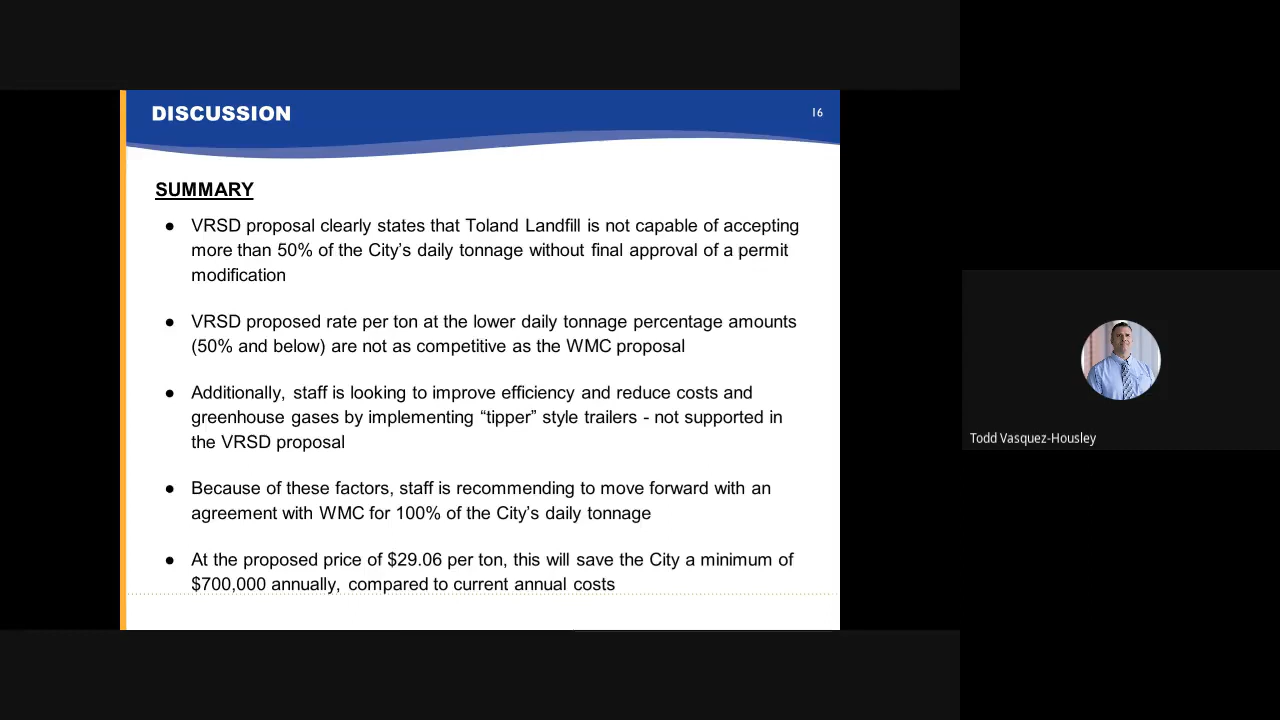 DISCUSSION
16
SUMMARY
● VRSD proposal clearly states that Toland Landfill is not capable of accepting
more than 50% of the City’s daily tonnage without final approval of a permit
modification
● VRSD proposed rate per ton at the lower daily tonnage percentage amounts
(50% and below) are not as competitive as the WMC proposal
● Additionally, staff is looking to improve efficiency and reduce costs and
greenhouse gases by implementing “tipper” style trailers - not supported in
the VRSD proposal
● Because of these factors, staff is recommending to move forward with an
agreement with WMC for 100% of the City’s daily tonnage
● At the proposed price of $29.06 per ton, this will save the City a minimum of
$700,000 annually, compared to current annual costs
Todd Vasquez-Housley